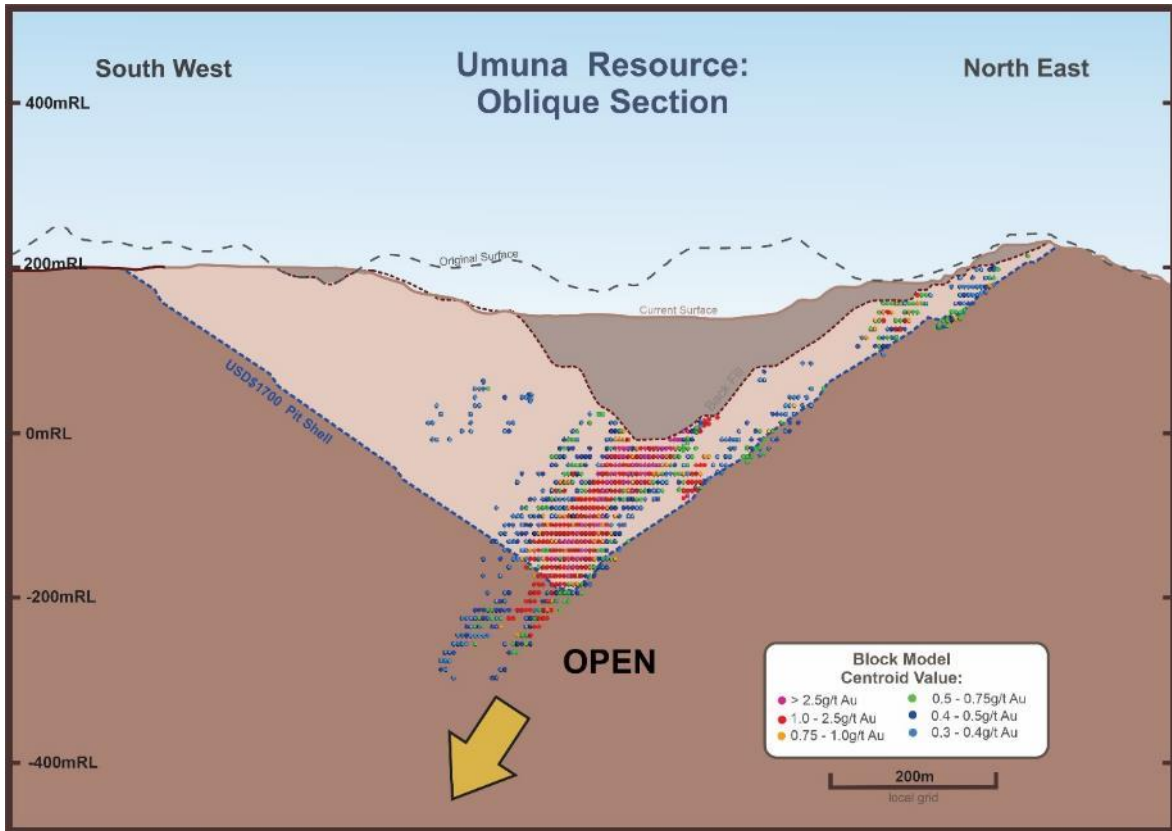 South West
Umuna Resource:
Oblique Section
North East
400mRL
Original Surface
200mRL
Current Surface
USD$1700 Pit Shell
Back Fill
0mRL
-200mRL
OPEN
Block Model
Centroid Value:
> 2.5g/t Au
0.5 - 0.75g/t Au
1.0 - 2.5g/t Au
0.4 - 0.5g/t Au
0.75 - 1.0g/t Au
0.3 - 0.4g/t Au
-400mRL
200m
local grid